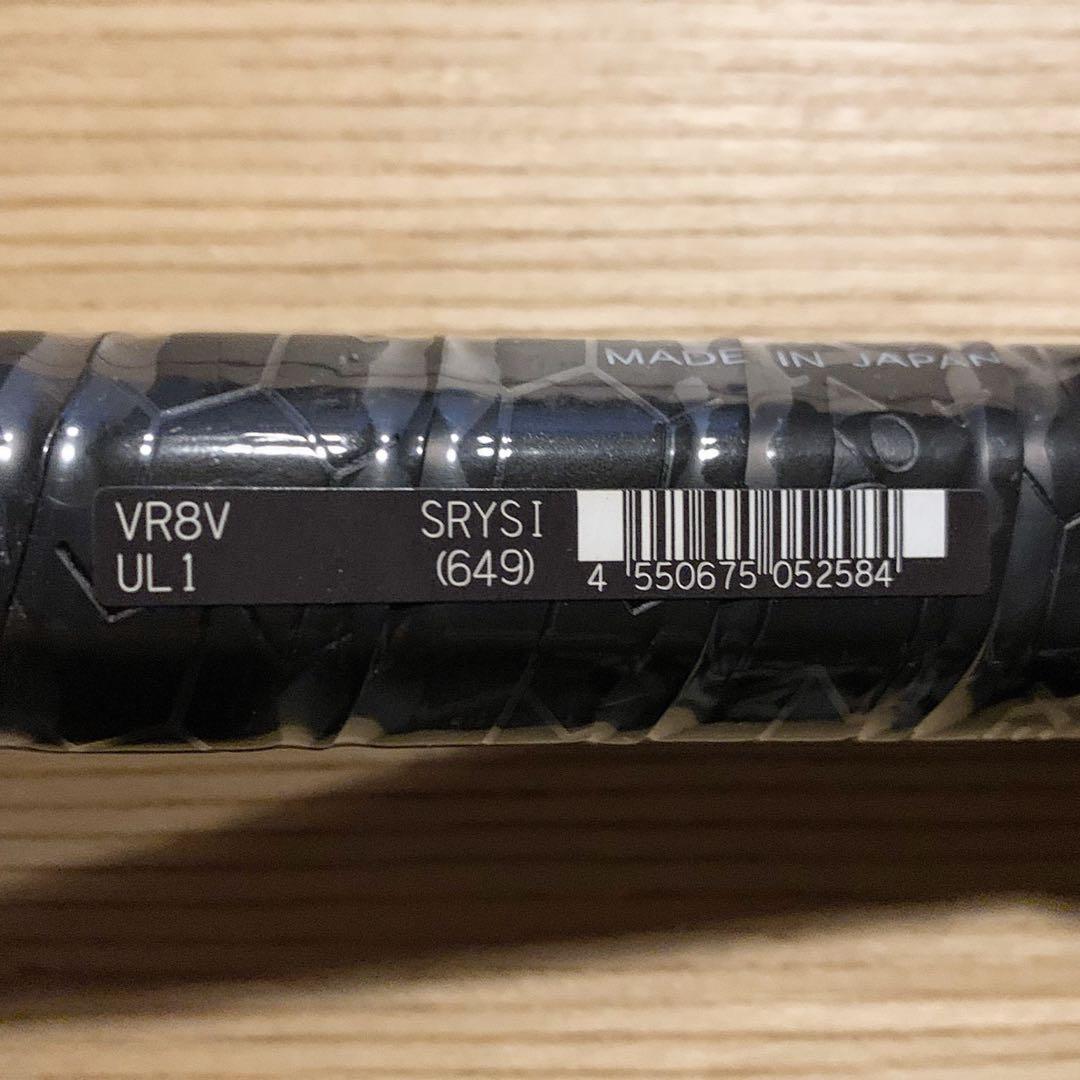 MADE IN JAPAN
VR8V SRYSI
UL1 (649)
4 550675 052584